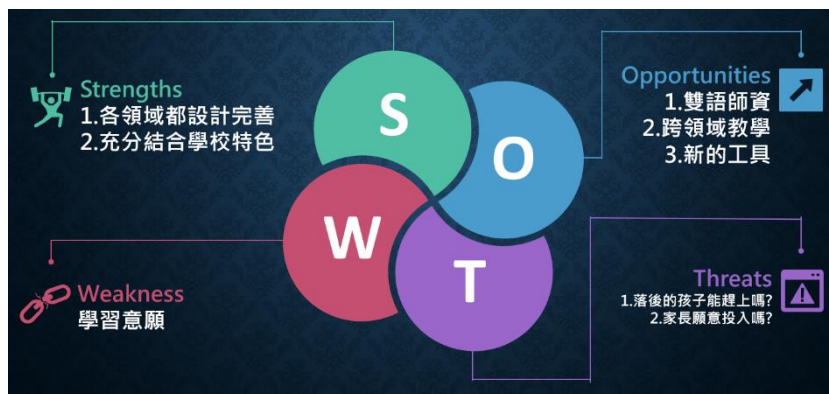 Strengths
1.各領域都設計完善
2.充分結合學校特色
S
Opportunities
1.雙語師資
2.跨領域教學
3.新的工具
O
W
Weakness
學習意願
T
Threats
1.落後的孩子能趕上嗎?
2.家長願意投入嗎?